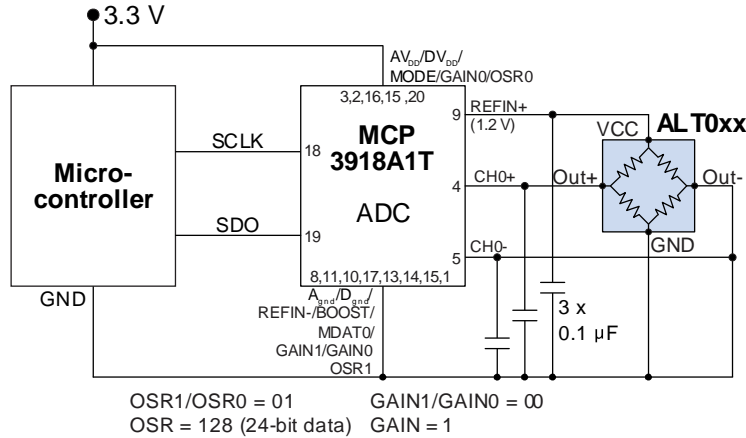 3.3 V
AVDD/DVDD/
MODE/GAIN0/OSR0
3,2,16,15 ,20
9
REFIN+
(1.2 V)
VCC
ALT0xx
MCP
3918A1T
ADC
SCLK
18
4
CH0+
Out+
Out-
Micro-
controller
SDO
19
5
CH0-
GND
8,11,10,17,13,14,15,1
GND
Agnd/Dgnd/
REFIN-/BOOST/
MDAT0/
GAIN1/GAIN0
OSR1
3 x
0.1 µF
OSR1/OSR0 = 01
GAIN1/GAIN0 = 00
OSR = 128 (24-bit data)
GAIN = 1